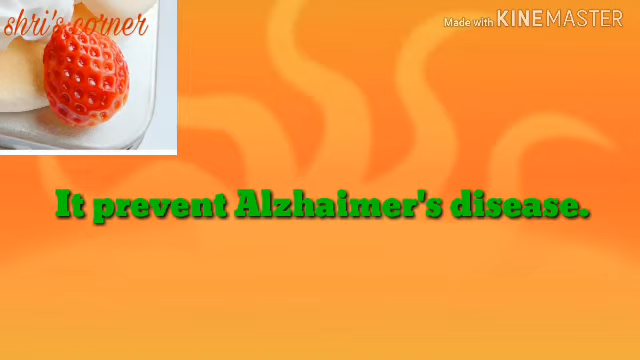 shri's corner
Made with KINEMASTER
It prevent Alzhaimer's disease.